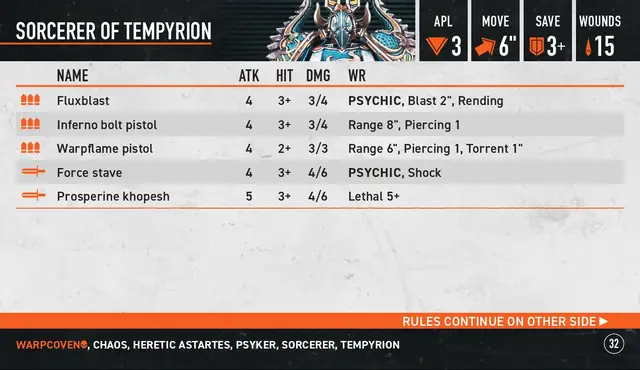 SORCERER OF TEMPYRION
APL MOVE SAVE WOUNDS
3 6" 3+ 15
NAME ATK HIT DMG WR
Fluxblast 4 3+ 3/4 PSYCHIC, Blast 2", Rending
Inferno bolt pistol 4 3+ 3/4 Range 8", Piercing 1
Warpflame pistol 4 2+ 3/3 Range 6", Piercing 1, Torrent 1"
Force stave 4 3+ 4/6 PSYCHIC, Shock
Prosperine khopesh 5 3+ 4/6 Lethal 5+
RULES CONTINUE ON OTHER SIDE ▶
WARPCOVEN, CHAOS, HERETIC ASTARTES, PSYKER, SORCERER, TEMPYRION
32